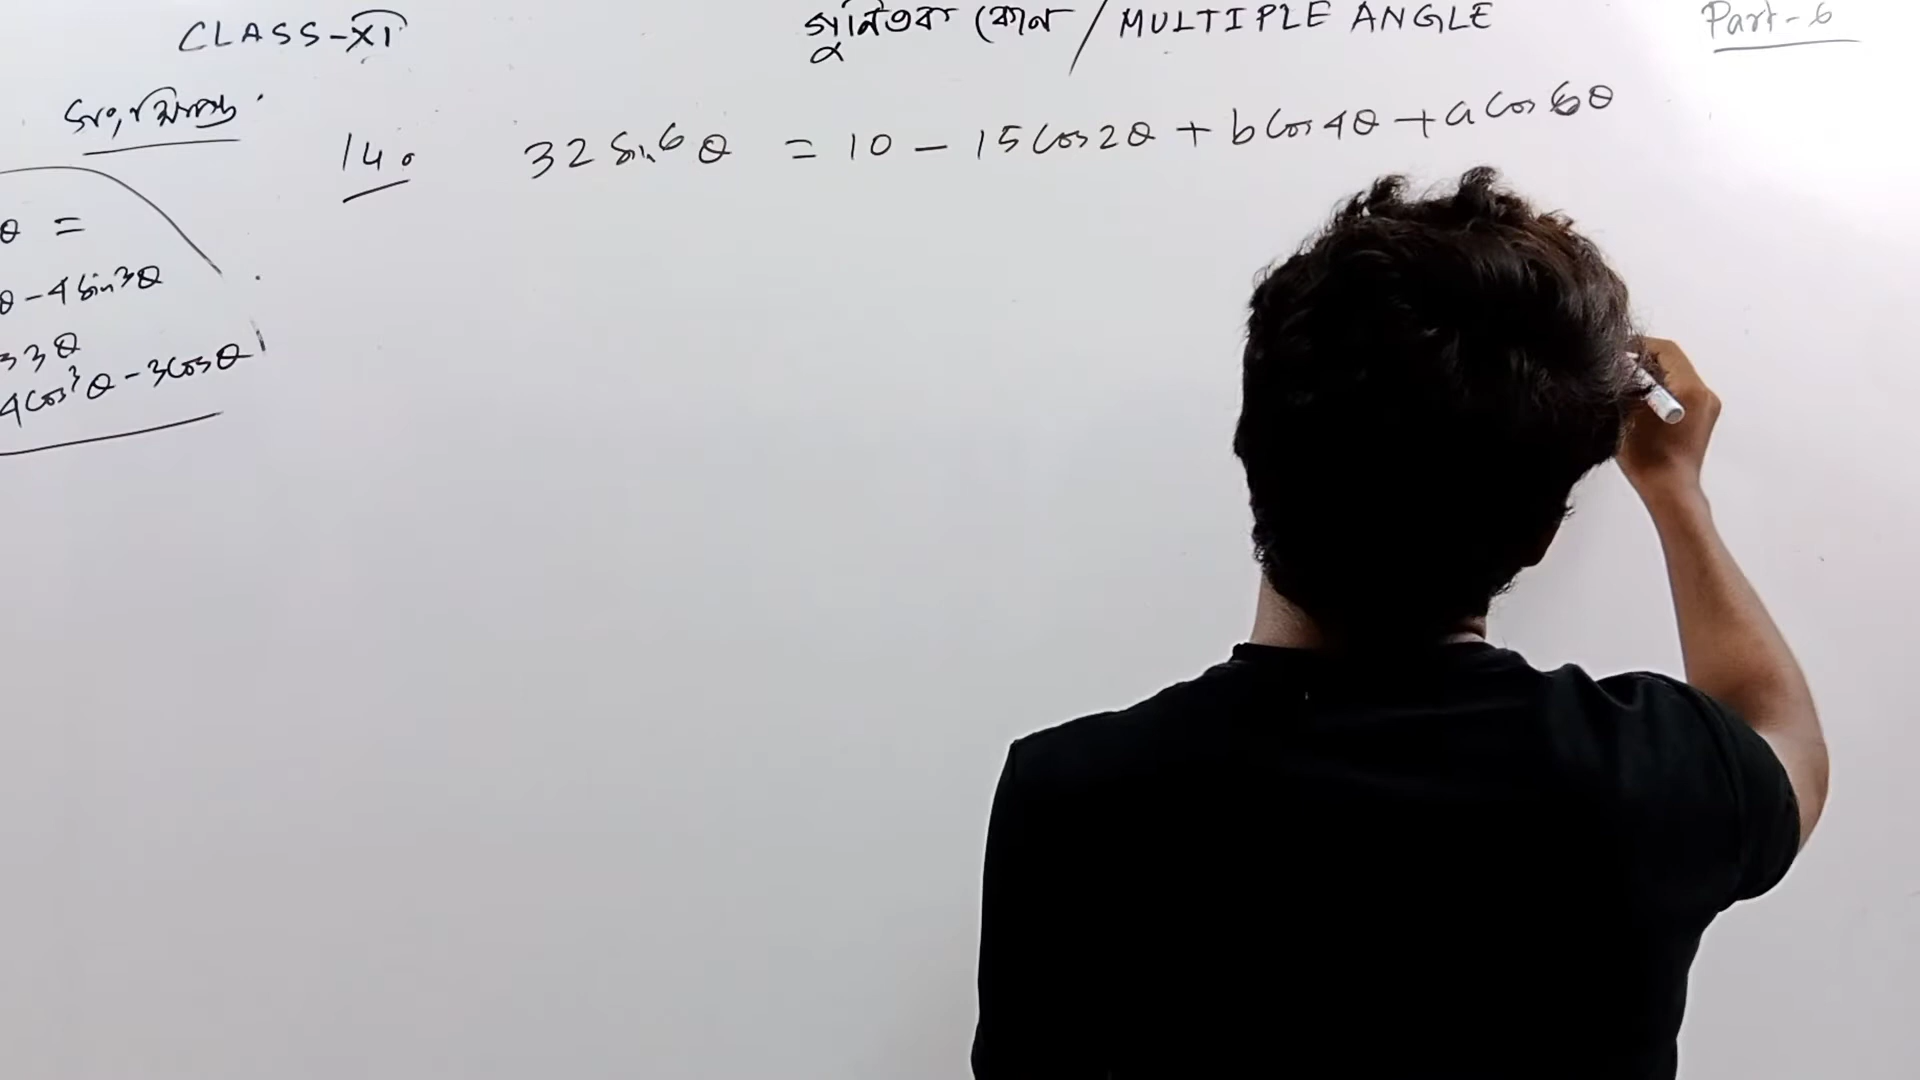 CLASS-XI
গুনিতক কোন / MULTIPLE ANGLE
Part-6
14. 32 sin⁶θ = 10 - 15 cos2θ + b cos4θ + a cos6θ
θ =
θ - 4 sin³θ
3θ
4cos³θ - 3cosθ